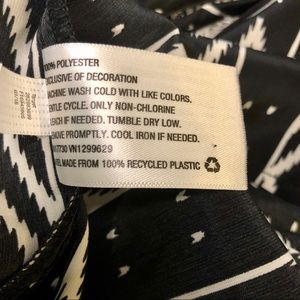 100% POLYESTER
EXCLUSIVE OF DECORATION
MACHINE WASH COLD WITH LIKE COLORS.
GENTLE CYCLE. ONLY NON-CHLORINE
BLEACH IF NEEDED. TUMBLE DRY LOW.
REMOVE PROMPTLY. COOL IRON IF NEEDED.
7730 VN1299629
MADE FROM 100% RECYCLED PLASTIC